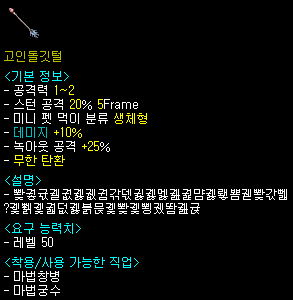 고인돌깃털
<기본 정보>
- 공격력 1~2
- 스턴 공격 20% 5Frame
- 미니 펫 먹이 분류 생체형
- 데미지 +10%
- 녹아웃 공격 +25%
- 무한 탄환
<설명>
<요구 능력치>
- 레벨 50
<착용/사용 가능한 직업>
- 마법창병
- 마법궁수